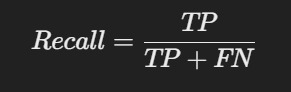 Recall = TP / (TP + FN)